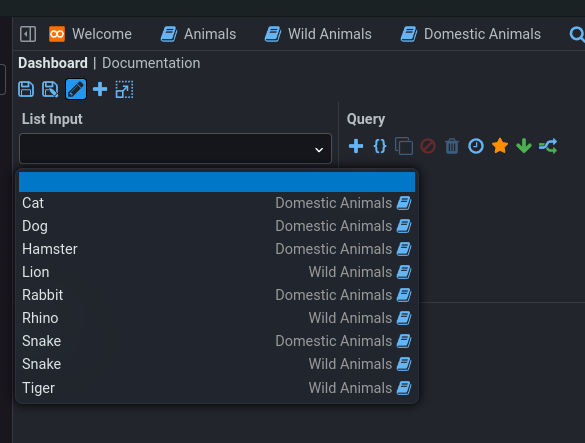 Welcome Animals Wild Animals Domestic Animals
Dashboard | Documentation
List Input Query
{}
Cat Domestic Animals
Dog Domestic Animals
Hamster Domestic Animals
Lion Wild Animals
Rabbit Domestic Animals
Rhino Wild Animals
Snake Domestic Animals
Snake Wild Animals
Tiger Wild Animals